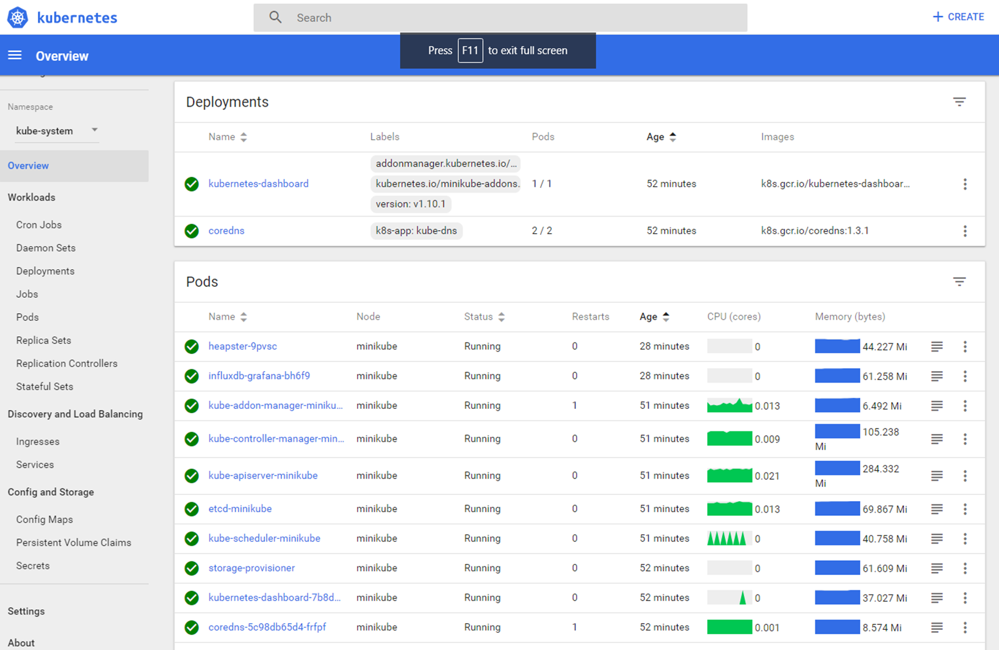 kubernetes
Search
CREATE
Overview
Press F11 to exit full screen
Namespace
kube-system
Overview
Workloads
Cron Jobs
Daemon Sets
Deployments
Jobs
Pods
Replica Sets
Replication Controllers
Stateful Sets
Discovery and Load Balancing
Ingresses
Services
Config and Storage
Config Maps
Persistent Volume Claims
Secrets
Settings
About
Deployments
Name Labels Pods Age Images
addonmanager.kubernetes.io/...
kubernetes-dashboard kubernetes.io/minikube-addons. 1 / 1 52 minutes k8s.gcr.io/kubernetes-dashboar...
version: v1.10.1
coredns k8s-app: kube-dns 2 / 2 52 minutes k8s.gcr.io/coredns:1.3.1
Pods
Name Node Status Restarts Age CPU (cores) Memory (bytes)
heapster-9pvsc minikube Running 0 28 minutes 0 44.227 Mi
influxdb-grafana-bh6f9 minikube Running 0 28 minutes 0 61.258 Mi
kube-addon-manager-miniku... minikube Running 1 51 minutes 0.013 6.492 Mi
kube-controller-manager-min... minikube Running 0 51 minutes 0.009 105.238
Mi
kube-apiserver-minikube minikube Running 0 51 minutes 0.021 284.332
Mi
etcd-minikube minikube Running 0 51 minutes 0.013 69.867 Mi
kube-scheduler-minikube minikube Running 0 51 minutes 0 40.758 Mi
storage-provisioner minikube Running 0 52 minutes 0 61.609 Mi
kubernetes-dashboard-7b8d... minikube Running 0 52 minutes 0 37.027 Mi
coredns-5c98db65d4-frfpf minikube Running 1 52 minutes 0.001 8.574 Mi